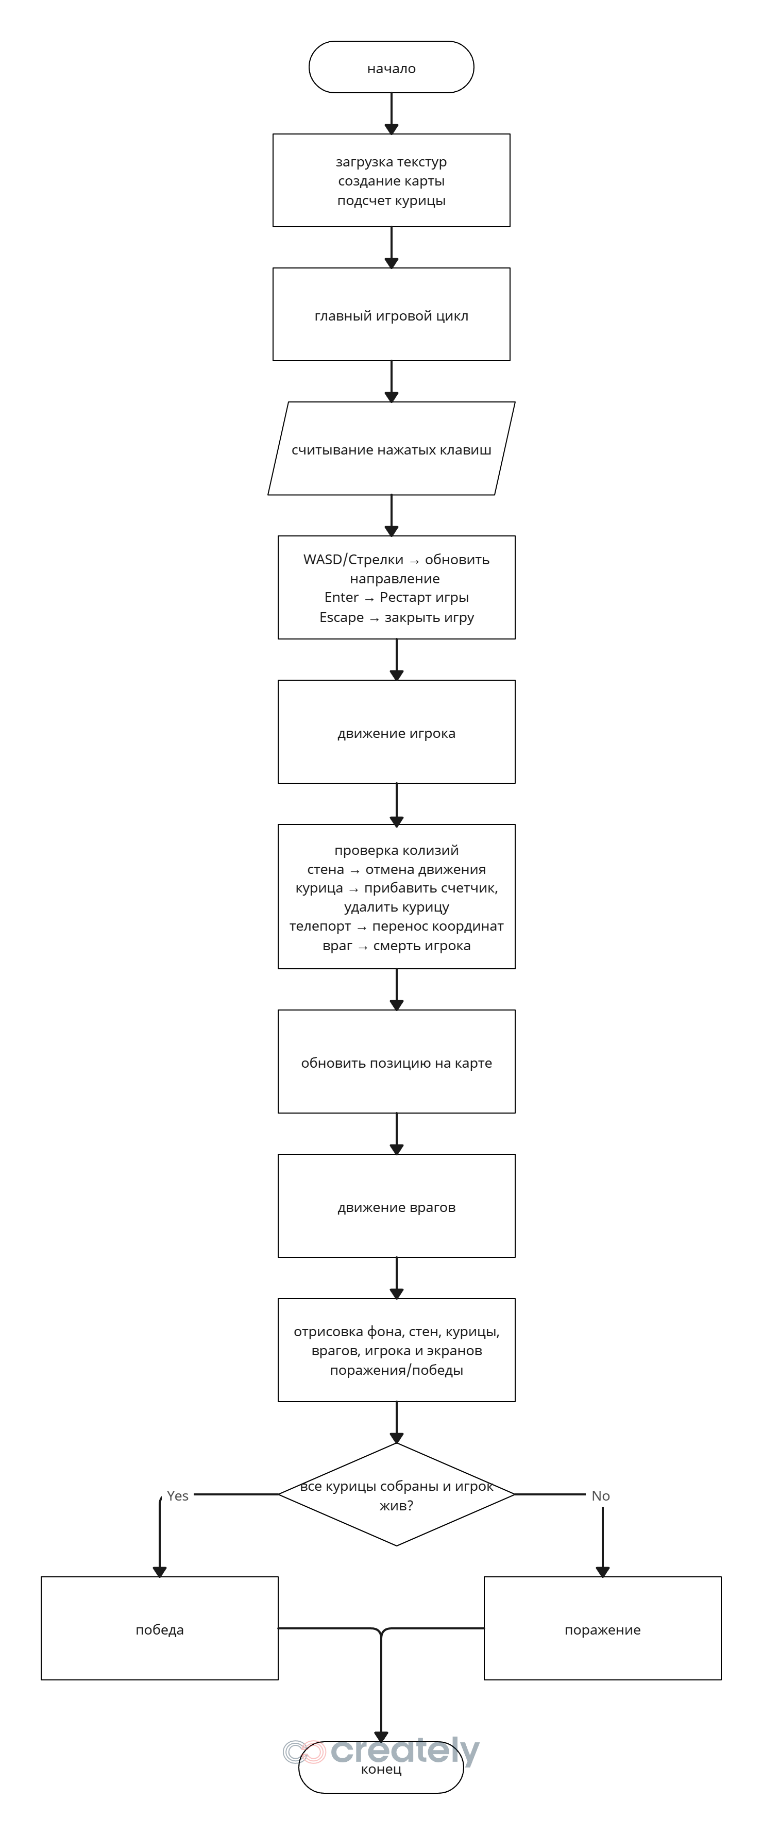 начало
загрузка текстур
создание карты
подсчет курицы
главный игровой цикл
считывание нажатых клавиш
WASD/Стрелки → обновить
направление
Enter → Рестарт игры
Escape → закрыть игру
движение игрока
проверка колизий
стена → отмена движения
курица → прибавить счетчик,
удалить курицу
телепорт → перенос координат
враг → смерть игрока
обновить позицию на карте
движение врагов
отрисовка фона, стен, курицы,
врагов, игрока и экранов
поражения/победы
все курицы собраны и игрок
жив?
Yes
No
победа
поражение
creately
конец